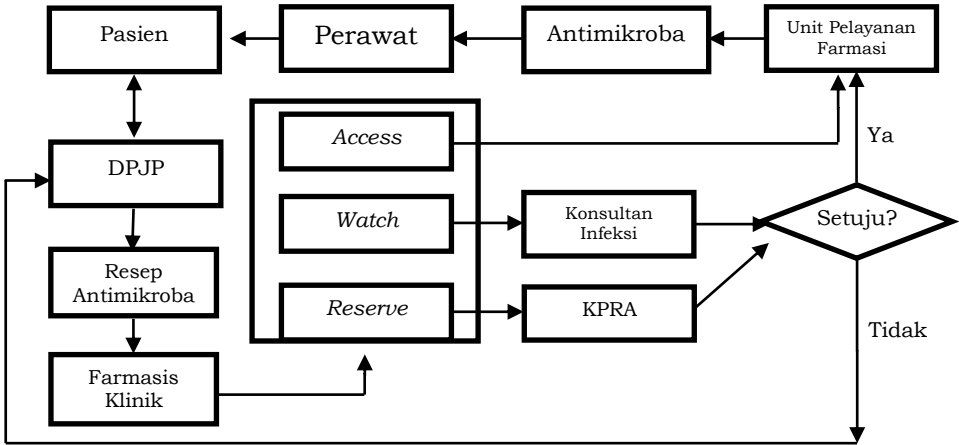 Pasien
Perawat
Antimikroba
Unit Pelayanan
Farmasi
Access
Ya
DPJP
Watch
Konsultan
Infeksi
Setuju?
Resep
Antimikroba
Reserve
KPRA
Tidak
Farmasis
Klinik